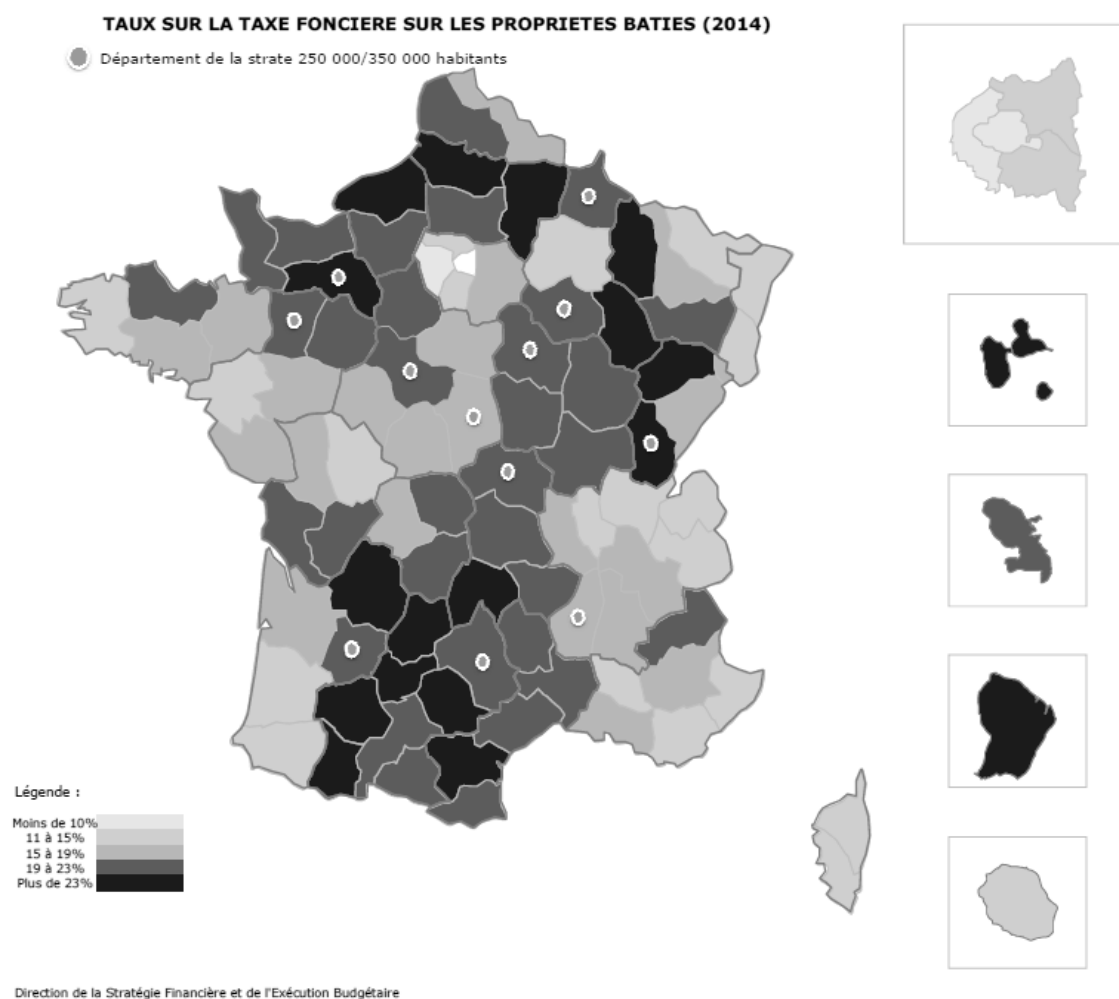 TAUX SUR LA TAXE FONCIERE SUR LES PROPRIETES BATIES (2014)
Département de la strate 250 000/350 000 habitants
Légende :
Moins de 10%
11 à 15%
15 à 19%
19 à 23%
Plus de 23%
Direction de la Stratégie Financière et de l'Exécution Budgétaire